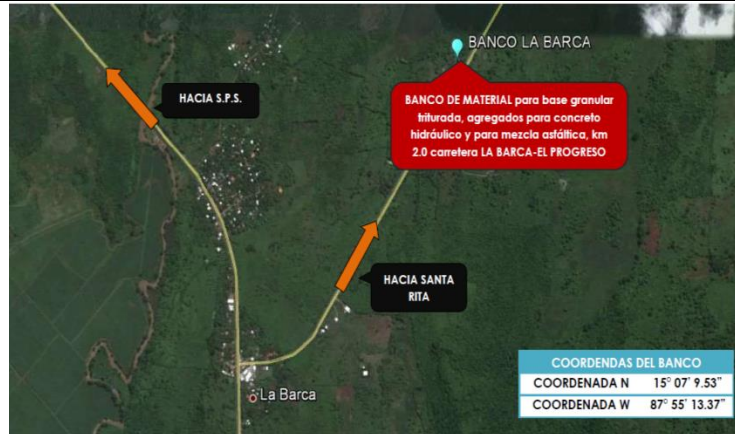 BANCO LA BARCA
HACIA S.P.S.
BANCO DE MATERIAL para base granular
triturada, agregados para concreto
hidráulico y para mezcla asfáltica, km
2.0 carretera LA BARCA-EL PROGRESO
HACIA SANTA
RITA
La Barca
COORDENDAS DEL BANCO
COORDENADA N 15° 07' 9.53"
COORDENADA W 87° 55' 13.37"